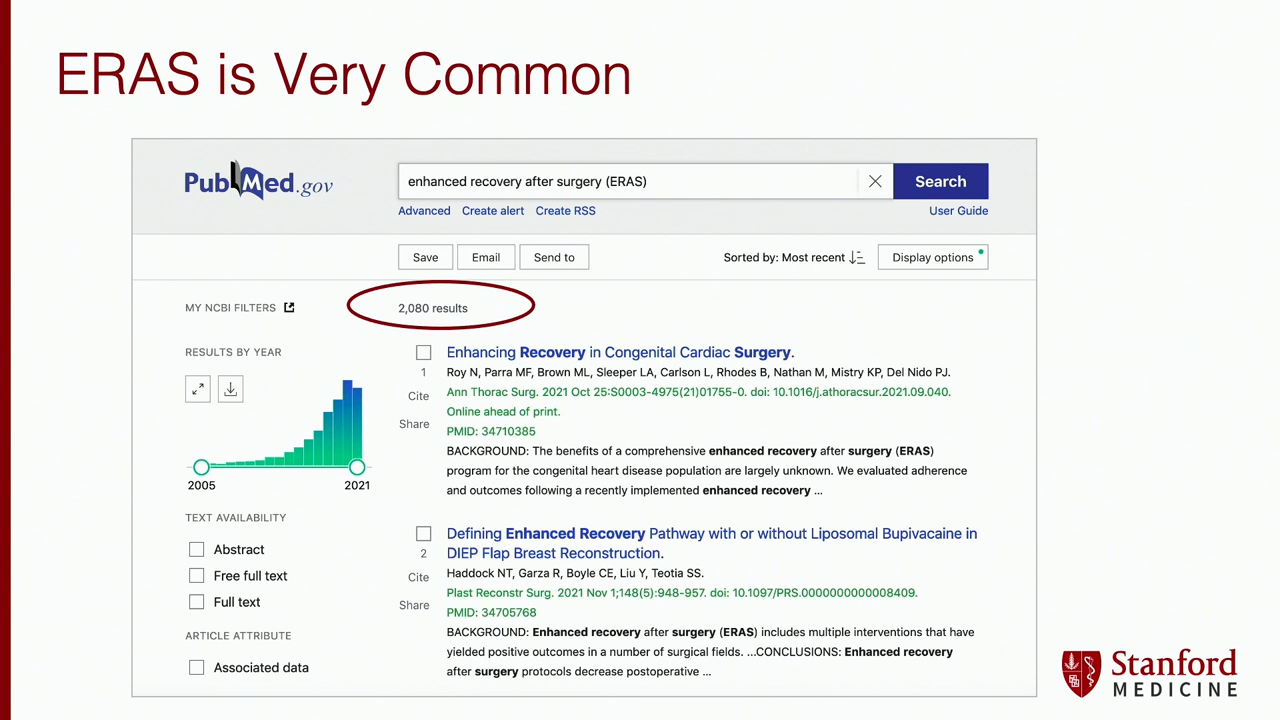 ERAS is Very Common
PubMed.gov
enhanced recovery after surgery (ERAS)
Search
Advanced Create alert Create RSS
User Guide
Save Email Send to
Sorted by: Most recent
Display options
MY NCBI FILTERS
2,080 results
RESULTS BY YEAR
2005 2021
TEXT AVAILABILITY
Abstract
Free full text
Full text
ARTICLE ATTRIBUTE
Associated data
1
Cite
Share
Enhancing Recovery in Congenital Cardiac Surgery.
Roy N, Parra MF, Brown ML, Sleeper LA, Carlson L, Rhodes B, Nathan M, Mistry KP, Del Nido PJ.
Ann Thorac Surg. 2021 Oct 25:S0003-4975(21)01755-0. doi: 10.1016/j.athoracsur.2021.09.040.
Online ahead of print.
PMID: 34710385
BACKGROUND: The benefits of a comprehensive enhanced recovery after surgery (ERAS)
program for the congenital heart disease population are largely unknown. We evaluated adherence
and outcomes following a recently implemented enhanced recovery ...
2
Cite
Share
Defining Enhanced Recovery Pathway with or without Liposomal Bupivacaine in
DIEP Flap Breast Reconstruction.
Haddock NT, Garza R, Boyle CE, Liu Y, Teotia SS.
Plast Reconstr Surg. 2021 Nov 1;148(5):948-957. doi: 10.1097/PRS.0000000000008409.
PMID: 34705768
BACKGROUND: Enhanced recovery after surgery (ERAS) includes multiple interventions that have
yielded positive outcomes in a number of surgical fields. ...CONCLUSIONS: Enhanced recovery
after surgery protocols decrease postoperative ...
Stanford
MEDICINE